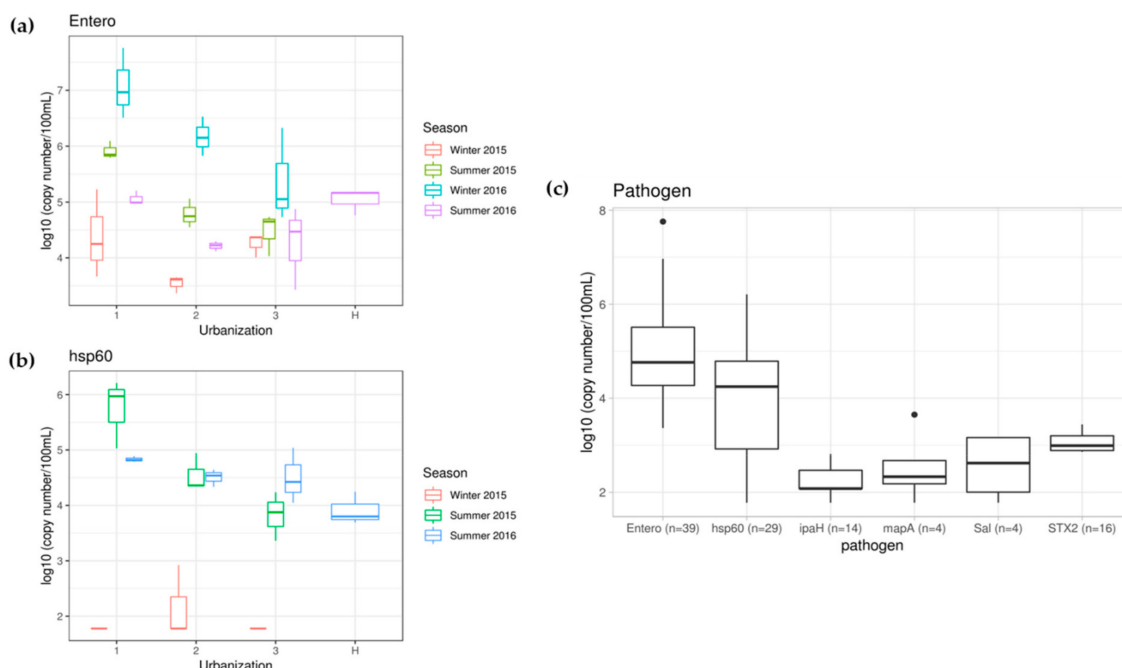 (a)
Entero
log10 (copy number/100mL)
7
6
5
4
1 2 3 H
Urbanization
Season
Winter 2015
Summer 2015
Winter 2016
Summer 2016
(b)
hsp60
log10 (copy number/100mL)
6
5
4
3
2
1 2 3 H
Urbanization
Season
Winter 2015
Summer 2015
Summer 2016
(c)
Pathogen
log10 (copy number/100mL)
8
6
4
2
Entero (n=39) hsp60 (n=29) ipaH (n=14) mapA (n=4) Sal (n=4) STX2 (n=16)
pathogen